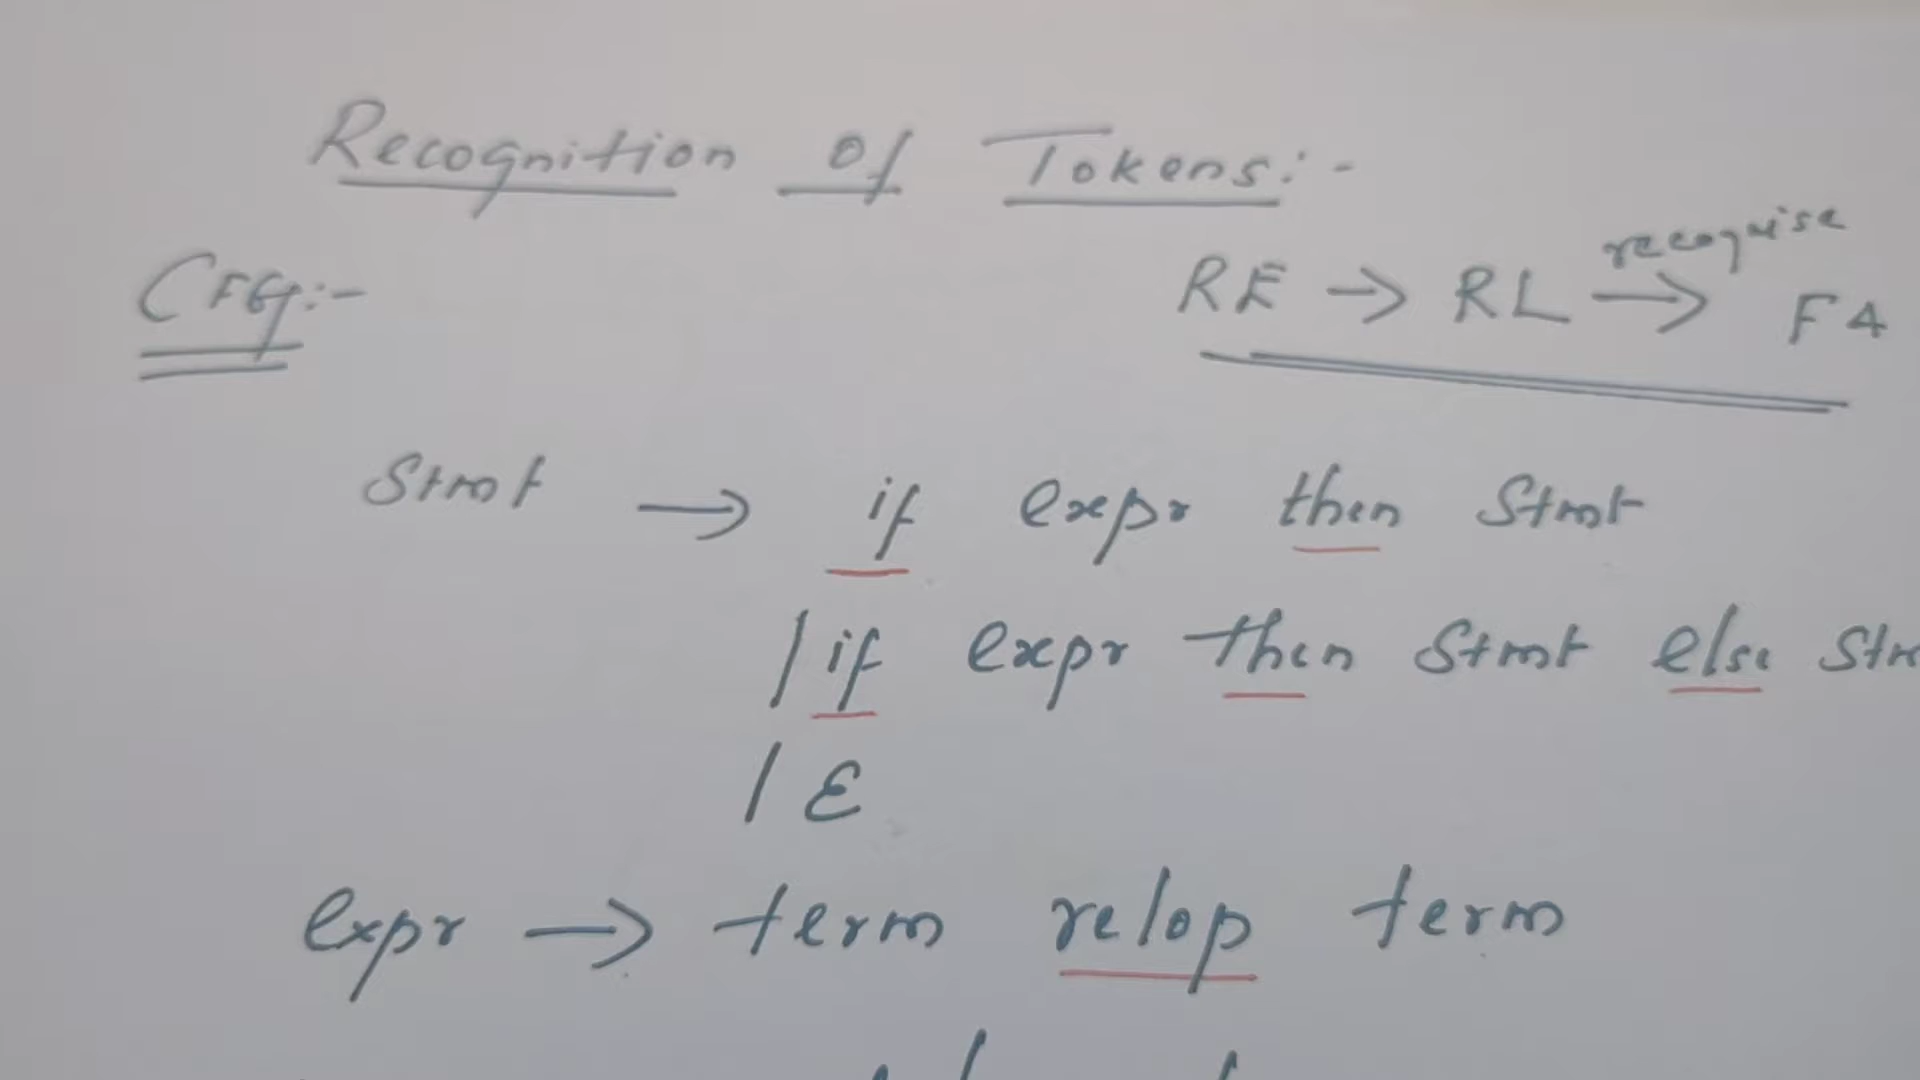 Recognition of Tokens:-
CFG:-
RE → RL recognise → FA
Stmt → if expr then Stmt
| if expr then Stmt else
| ε
expr → term relop term